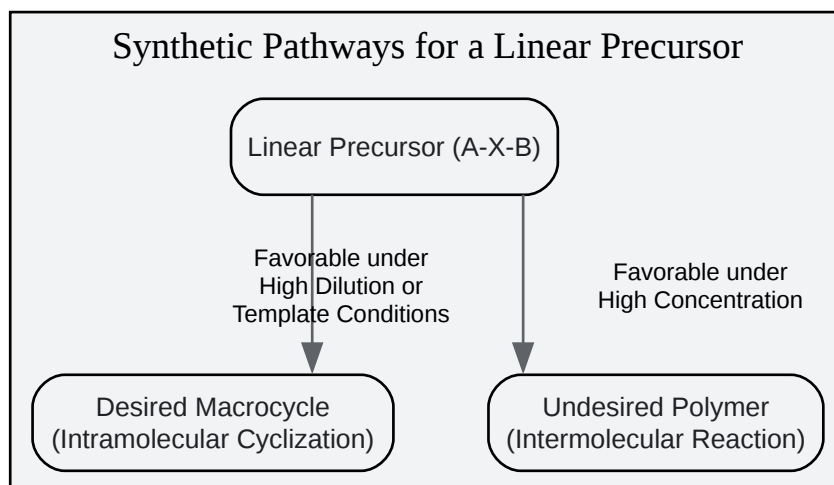 Synthetic Pathways for a Linear Precursor
Linear Precursor (A-X-B)
Favorable under
High Dilution or
Template Conditions
Favorable under
High Concentration
Desired Macrocycle
(Intramolecular Cyclization)
Undesired Polymer
(Intermolecular Reaction)